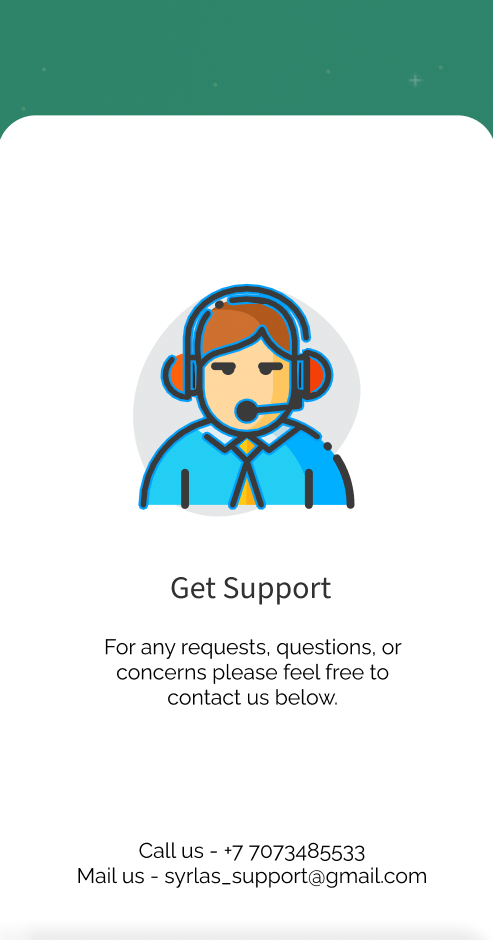 Get Support
For any requests, questions, or
concerns please feel free to
contact us below.
Call us - +7 7073485533
Mail us - syrlas_support@gmail.com